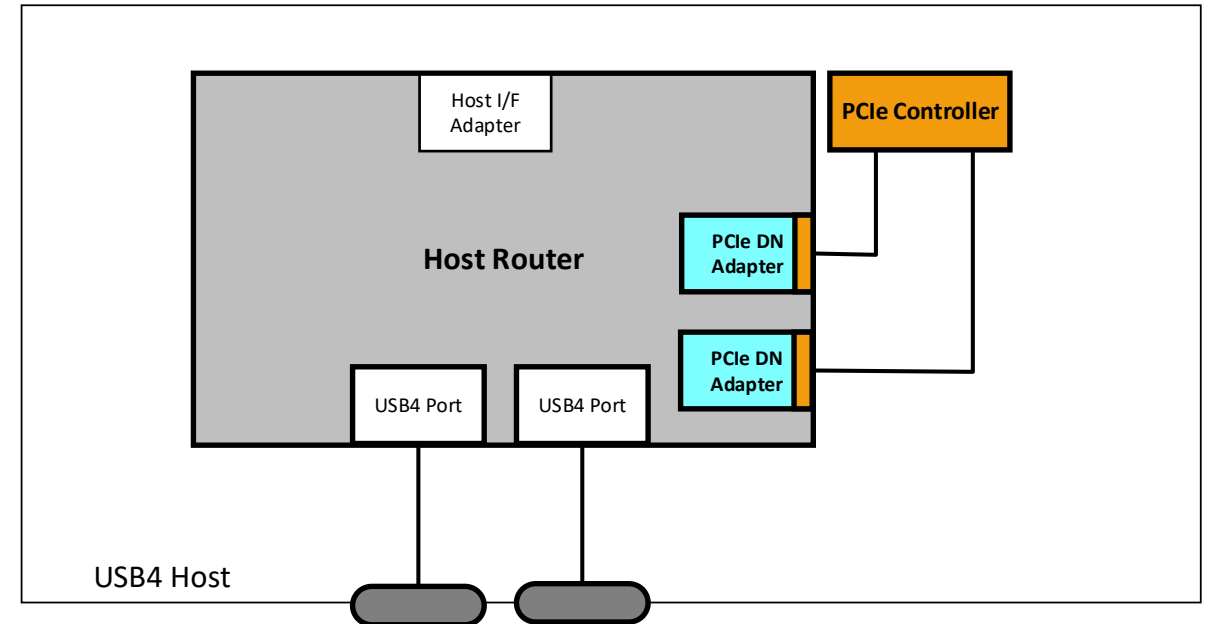 Host I/F
Adapter
PCIe Controller
PCIe DN
Adapter
Host Router
PCIe DN
Adapter
USB4 Port
USB4 Port
USB4 Host